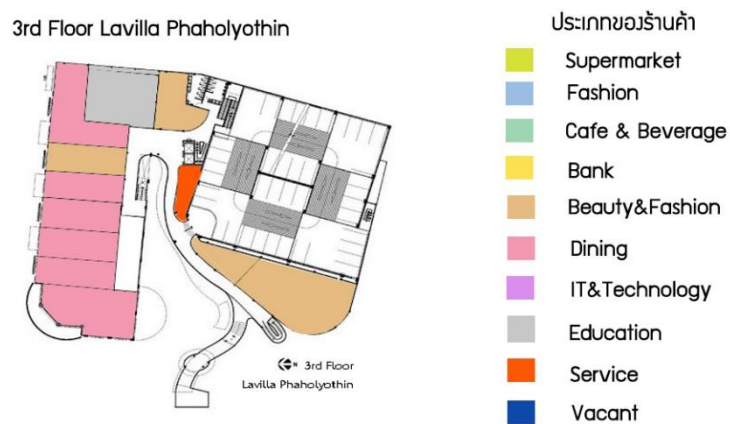 3rd Floor Lavilla Phaholyothin
N 3rd Floor
Lavilla Phaholyothin
ประเภทของร้านค้า
Supermarket
Fashion
Cafe & Beverage
Bank
Beauty&Fashion
Dining
IT&Technology
Education
Service
Vacant